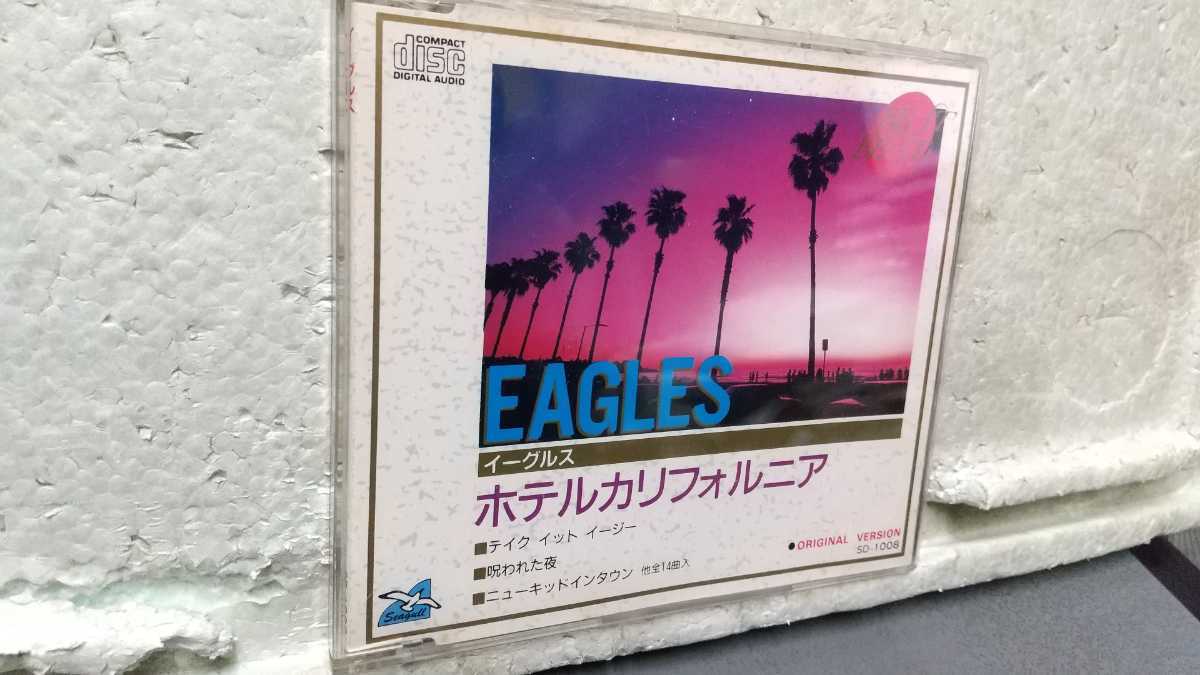 COMPACT
disc
DIGITAL AUDIO
EAGLES
イーグルス
ホテルカリフォルニア
■テイク イット イージー
■呪われた夜
■ニューキッドインタウン 他全14曲入
●ORIGINAL VERSION
SD-1008
Seagull